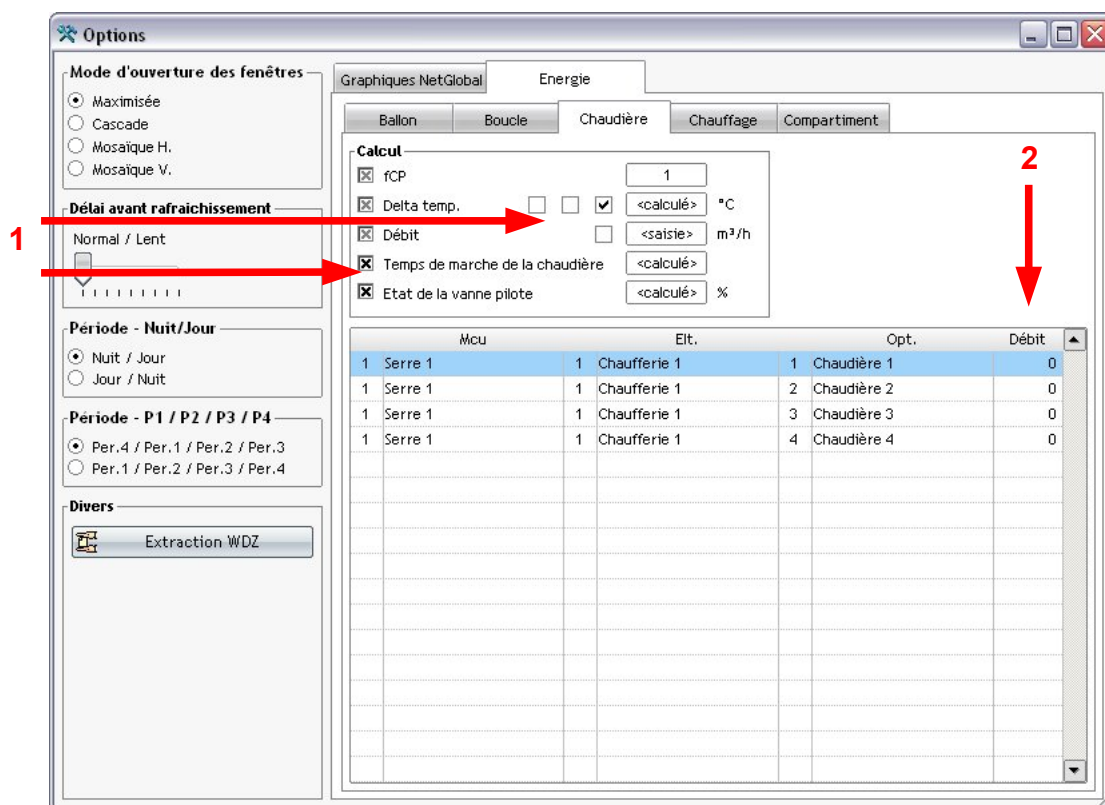 Options
Mode d'ouverture des fenêtres
Maximisée
Cascade
Mosaïque H.
Mosaïque V.
Délai avant rafraichissement
Normal / Lent
Période - Nuit/Jour
Nuit / Jour
Jour / Nuit
Période - P1 / P2 / P3 / P4
Per.4 / Per.1 / Per.2 / Per.3
Per.1 / Per.2 / Per.3 / Per.4
Divers
Extraction WDZ
1
Graphiques NetGlobal Energie
Ballon Boucle Chaudière Chauffage Compartiment
Calcul
fCP 1
Delta temp. <calculé> °C
Débit <saisie> m³/h
Temps de marche de la chaudière <calculé>
Etat de la vanne pilote <calculé> %
2
Mcu Elt. Opt. Débit
1 Serre 1 1 Chaufferie 1 1 Chaudière 1 0
1 Serre 1 1 Chaufferie 1 2 Chaudière 2 0
1 Serre 1 1 Chaufferie 1 3 Chaudière 3 0
1 Serre 1 1 Chaufferie 1 4 Chaudière 4 0